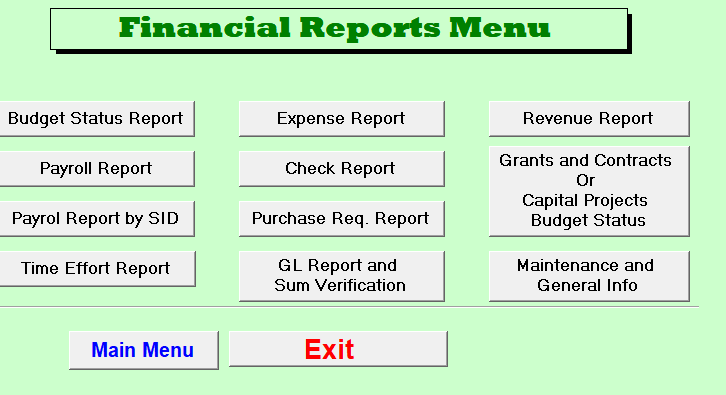 Financial Reports Menu
Budget Status Report
Expense Report
Revenue Report
Payroll Report
Check Report
Grants and Contracts
Or
Capital Projects
Budget Status
Payrol Report by SID
Purchase Req. Report
Time Effort Report
GL Report and
Sum Verification
Maintenance and
General Info
Main Menu
Exit